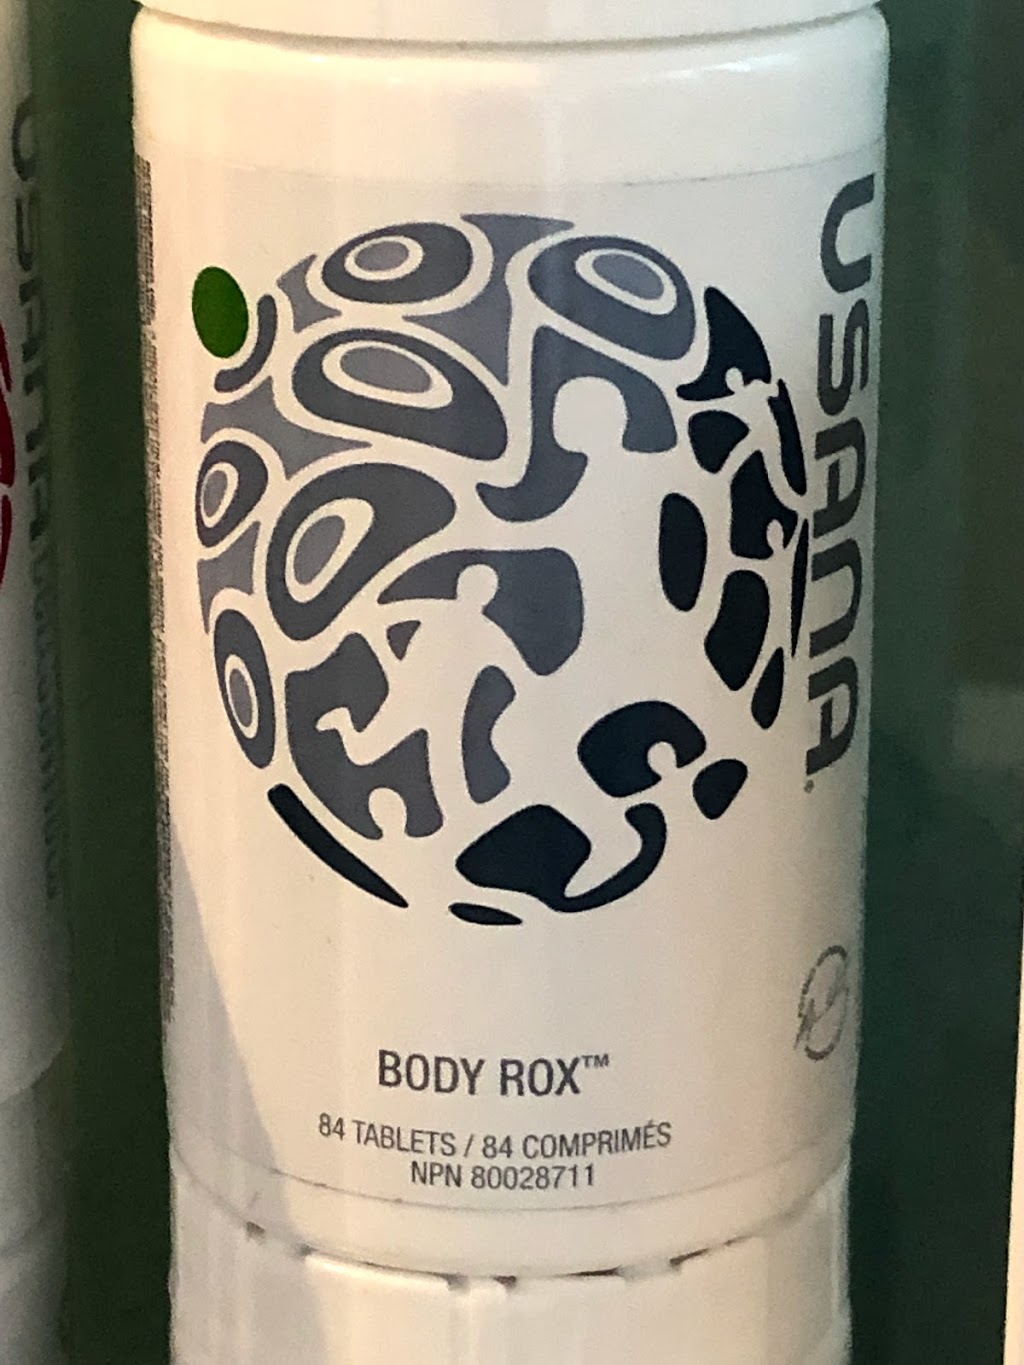 USANA
BODY ROX™
84 TABLETS / 84 COMPRIMÉS
NPN 80028711